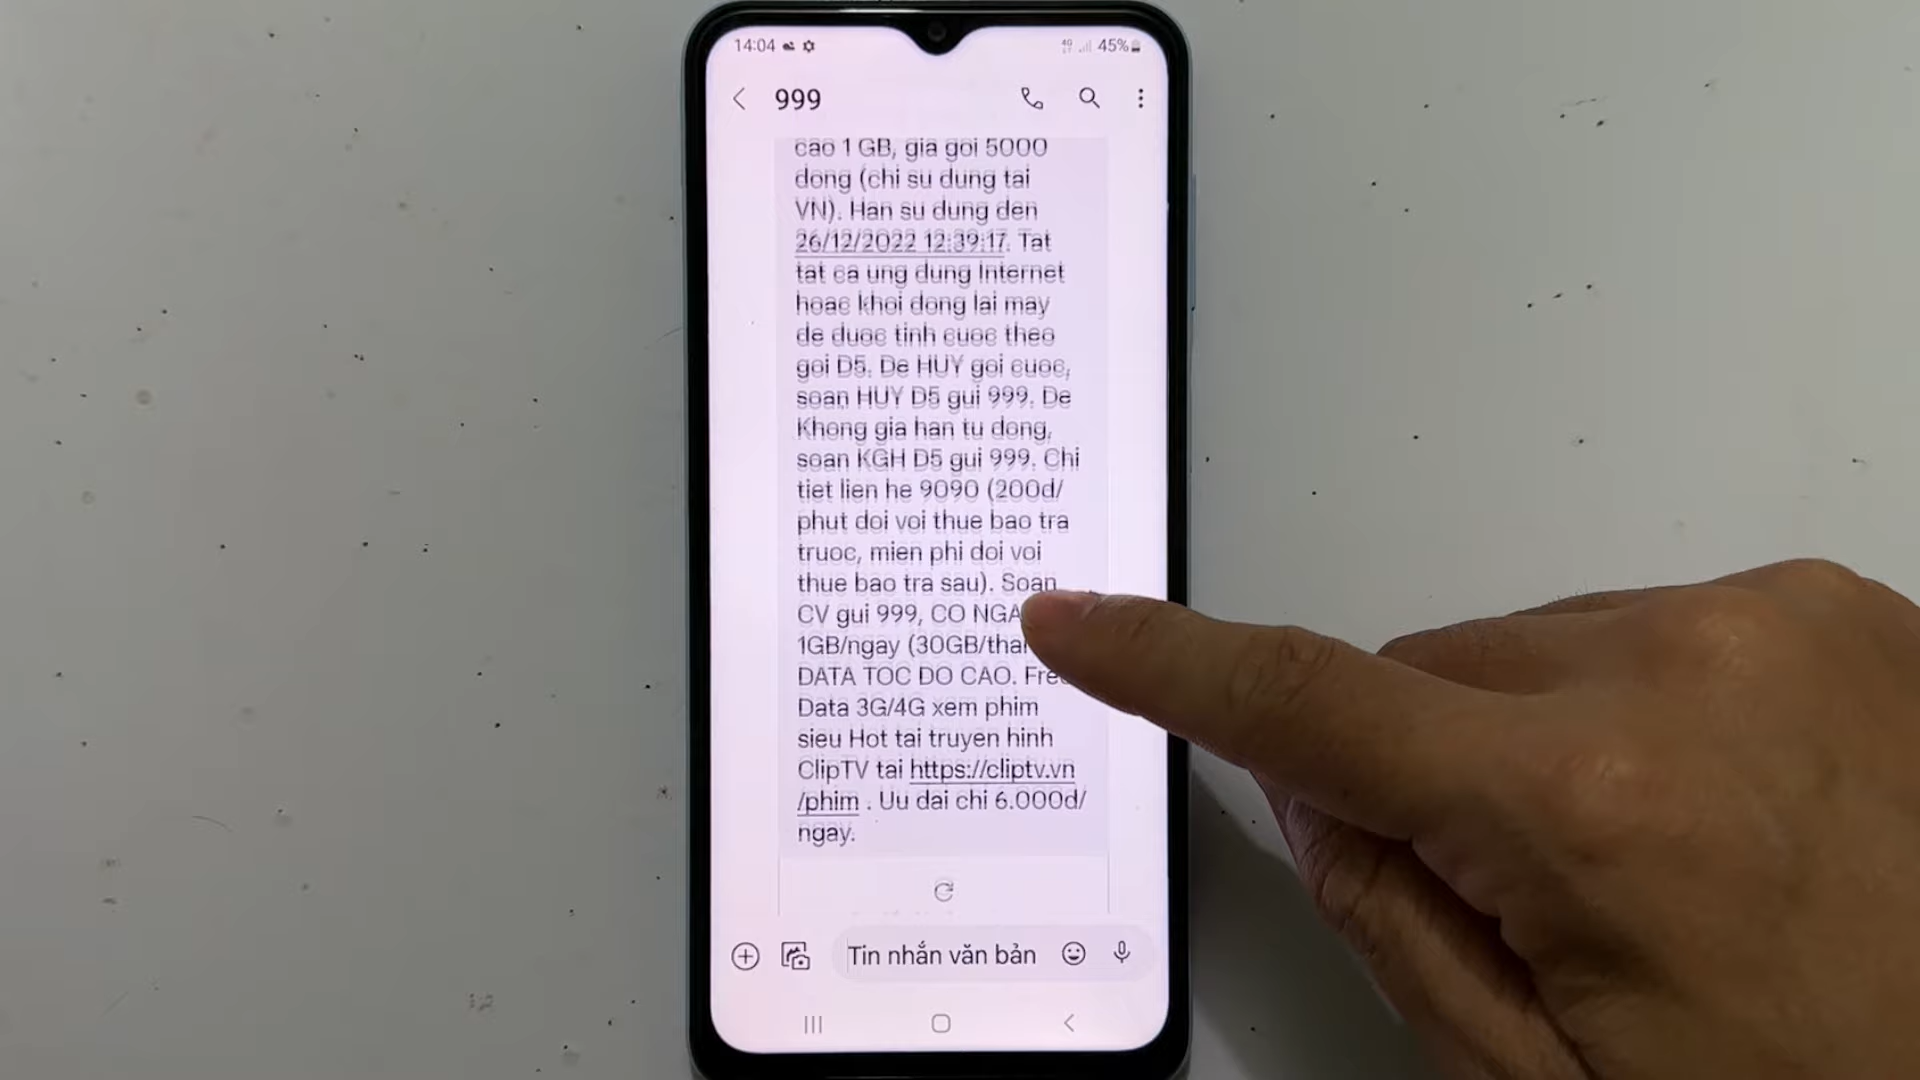 14:04
4G
45%
999
cao 1 GB, gia goi 5000
dong (chi su dung tai
VN). Han su dung den
26/12/2022 12:39:17. Tat
tat ca ung dung Internet
hoac khoi dong lai may
de duoc tinh cuoc theo
goi D5. De HUY goi cuoc,
soan HUY D5 gui 999. De
Khong gia han tu dong,
soan KGH D5 gui 999. Chi
tiet lien he 9090 (200d/
phut doi voi thue bao tra
truoc, mien phi doi voi
thue bao tra sau). Soan
CV gui 999, CO NGA
1GB/ngay (30GB/tha
DATA TOC DO CAO. Free
Data 3G/4G xem phim
sieu Hot tai truyen hinh
ClipTV tai https://cliptv.vn
/phim . Uu dai chi 6.000d/
ngay.
Tin nhắn văn bản